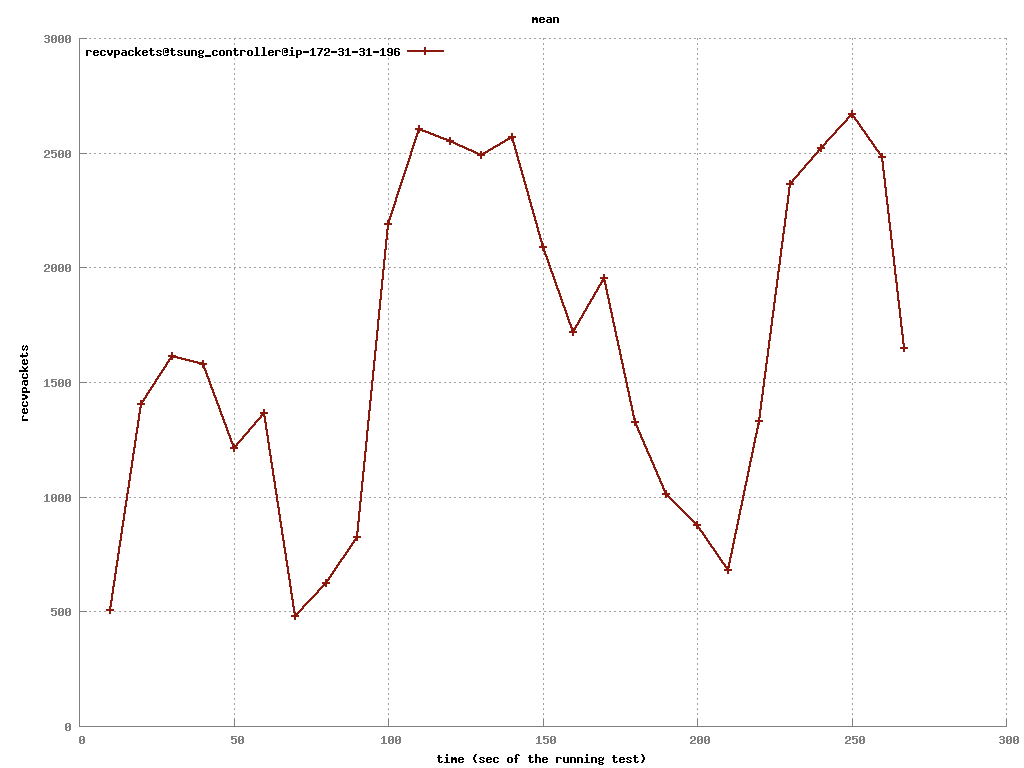 mean
3000
recvpackets@tsung_controller@ip-172-31-31-196
2500
2000
1500
recvpackets
1000
500
0
0 50 100 150 200 250 300
time (sec of the running test)